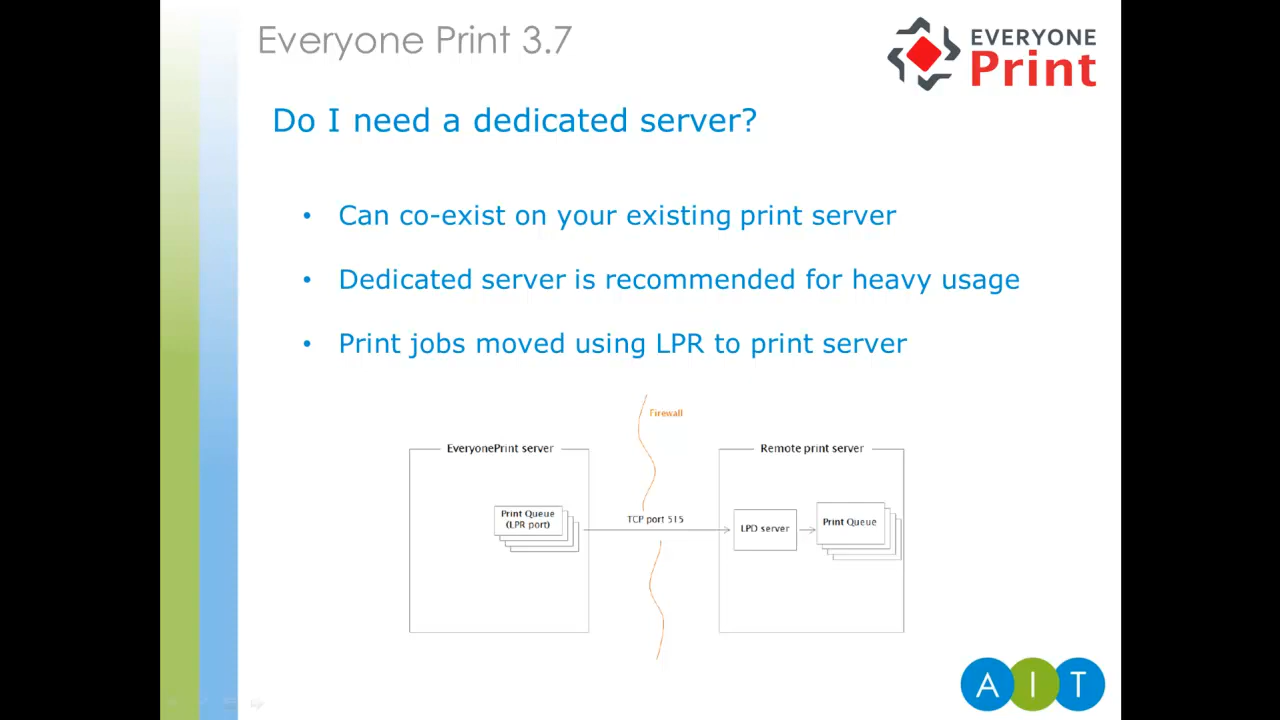 Everyone Print 3.7
EVERYONE
Print
Do I need a dedicated server?
• Can co-exist on your existing print server
• Dedicated server is recommended for heavy usage
• Print jobs moved using LPR to print server
Firewall
EveryonePrint server
Remote print server
Print Queue
(LPR port)
TCP port 515
LPD server
Print Queue
A I T